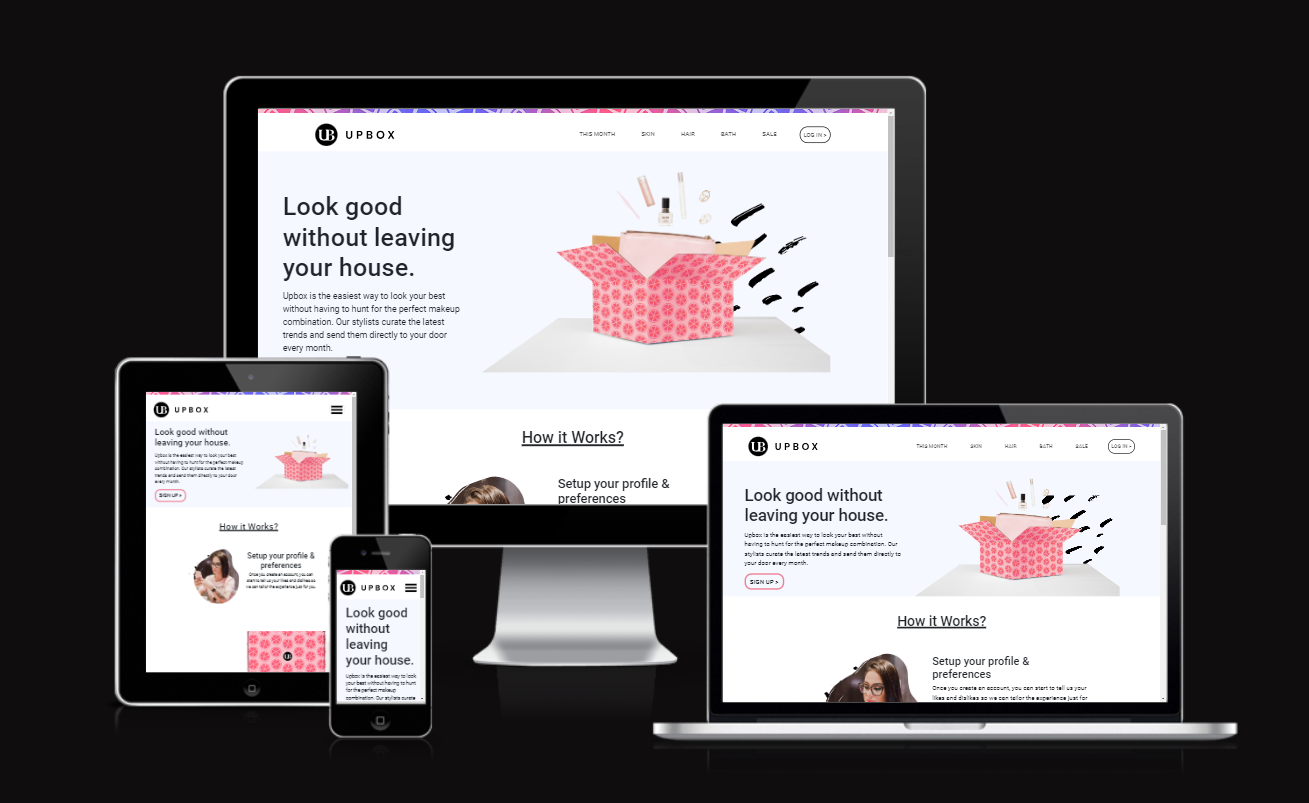 UB UPBOX
THIS MONTH SKIN HAIR BATH SALE LOG IN >
Look good
without leaving
your house.
Upbox is the easiest way to look your best
without having to hunt for the perfect makeup
combination. Our stylists curate the latest
trends and send them directly to your door
every month.
How it Works?
Setup your profile &
preferences
UB UPBOX
Look good without
leaving your house.
Upbox is the easiest way to look your best
without having to hunt for the perfect makeup
combination. Our stylists curate the latest
trends and send them directly to your door
every month.
SIGN UP >
How it Works?
Setup your profile &
preferences
Once you create an account, you can
start to tell us your likes and dislikes so
we can tailor the experience just for you.
UB
UB UPBOX
Look good
without
leaving
your house.
Upbox is the easiest way to look
your best without having to hunt
for the perfect makeup
combination. Our stylists curate
UB UPBOX
THIS MONTH SKIN HAIR BATH SALE LOG IN >
Look good without
leaving your house.
Upbox is the easiest way to look your best without
having to hunt for the perfect makeup combination. Our
stylists curate the latest trends and send them directly to
your door every month.
SIGN UP >
How it Works?
Setup your profile &
preferences
Once you create an account, you can start to tell us your
likes and dislikes so we can tailor the experience just for